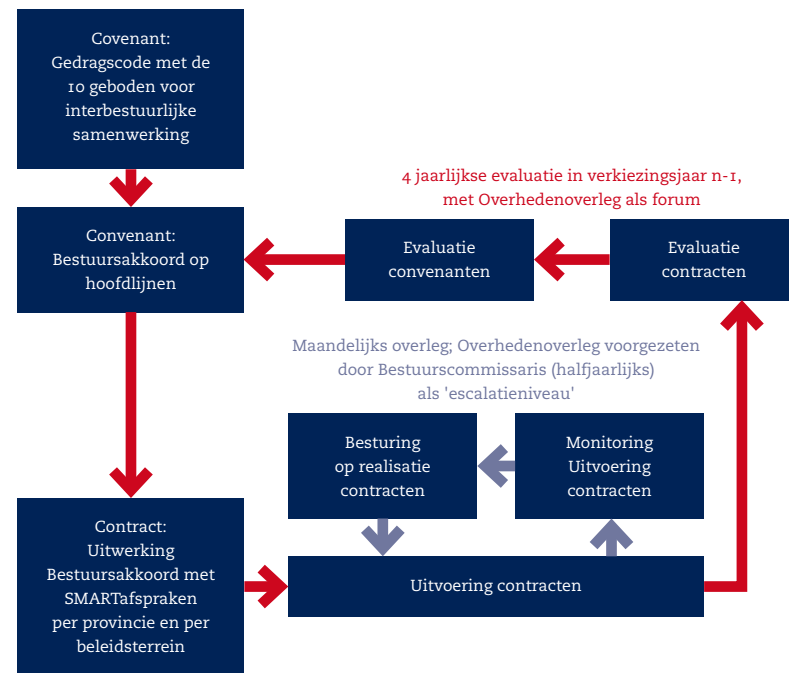 Covenant:
Gedragscode met de
10 geboden voor
interbestuurlijke
samenwerking
4 jaarlijkse evaluatie in verkiezingsjaar n-1,
met Overhedenoverleg als forum
Convenant:
Bestuursakkoord op
hoofdlijnen
Evaluatie
convenanten
Evaluatie
contracten
Maandelijks overleg; Overhedenoverleg voorgezeten
door Bestuurscommissaris (halfjaarlijks)
als 'escalatieniveau'
Besturing
op realisatie
contracten
Monitoring
Uitvoering
contracten
Contract:
Uitwerking
Bestuursakkoord met
SMARTafspraken
per provincie en per
beleidsterrein
Uitvoering contracten